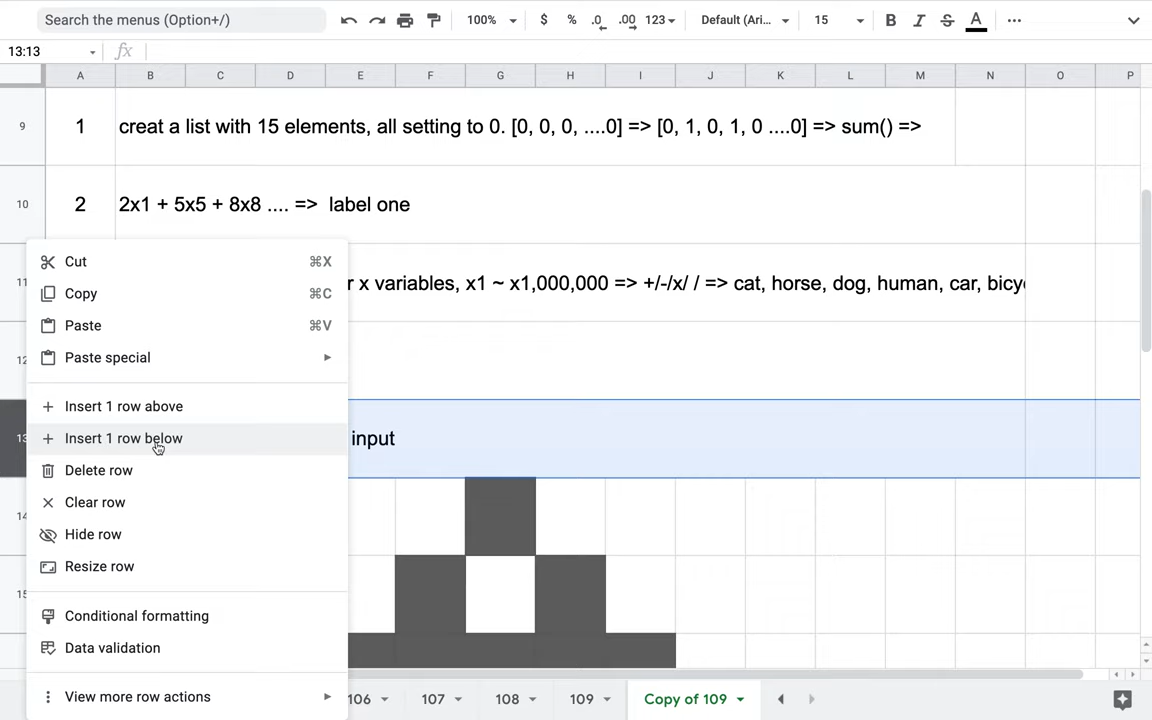 Search the menus (Option+/)
100%
$ % .0 .00 123
Default (Ari...
15
B I S A
13:13
fx
A B C D E F G H I J K L M N O P
9
1
creat a list with 15 elements, all setting to 0. [0, 0, 0, ....0] => [0, 1, 0, 1, 0 ....0] => sum() =>
10
2
2x1 + 5x5 + 8x8 .... => label one
11
r x variables, x1 ~ x1,000,000 => +/-/x/ / => cat, horse, dog, human, car, bicy
12
13
input
14
15
Cut ⌘X
Copy ⌘C
Paste ⌘V
Paste special
Insert 1 row above
Insert 1 row below
Delete row
Clear row
Hide row
Resize row
Conditional formatting
Data validation
View more row actions
106
107
108
109
Copy of 109